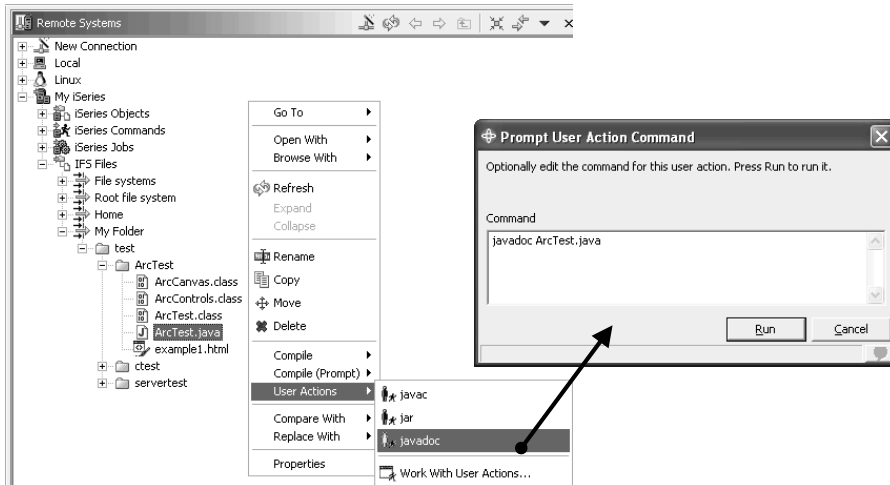 Remote Systems
New Connection
Local
Linux
My iSeries
iSeries Objects
iSeries Commands
iSeries Jobs
IFS Files
File systems
Root file system
Home
My Folder
test
ArcTest
ArcCanvas.class
ArcControls.class
ArcTest.class
ArcTest.java
example1.html
ctest
servertest
Go To
Open With
Browse With
Refresh
Expand
Collapse
Rename
Copy
Move
Delete
Compile
Compile (Prompt)
User Actions
Compare With
Replace With
Properties
javac
jar
javadoc
Work With User Actions...
Prompt User Action Command
Optionally edit the command for this user action. Press Run to run it.
Command
javadoc ArcTest.java
Run
Cancel